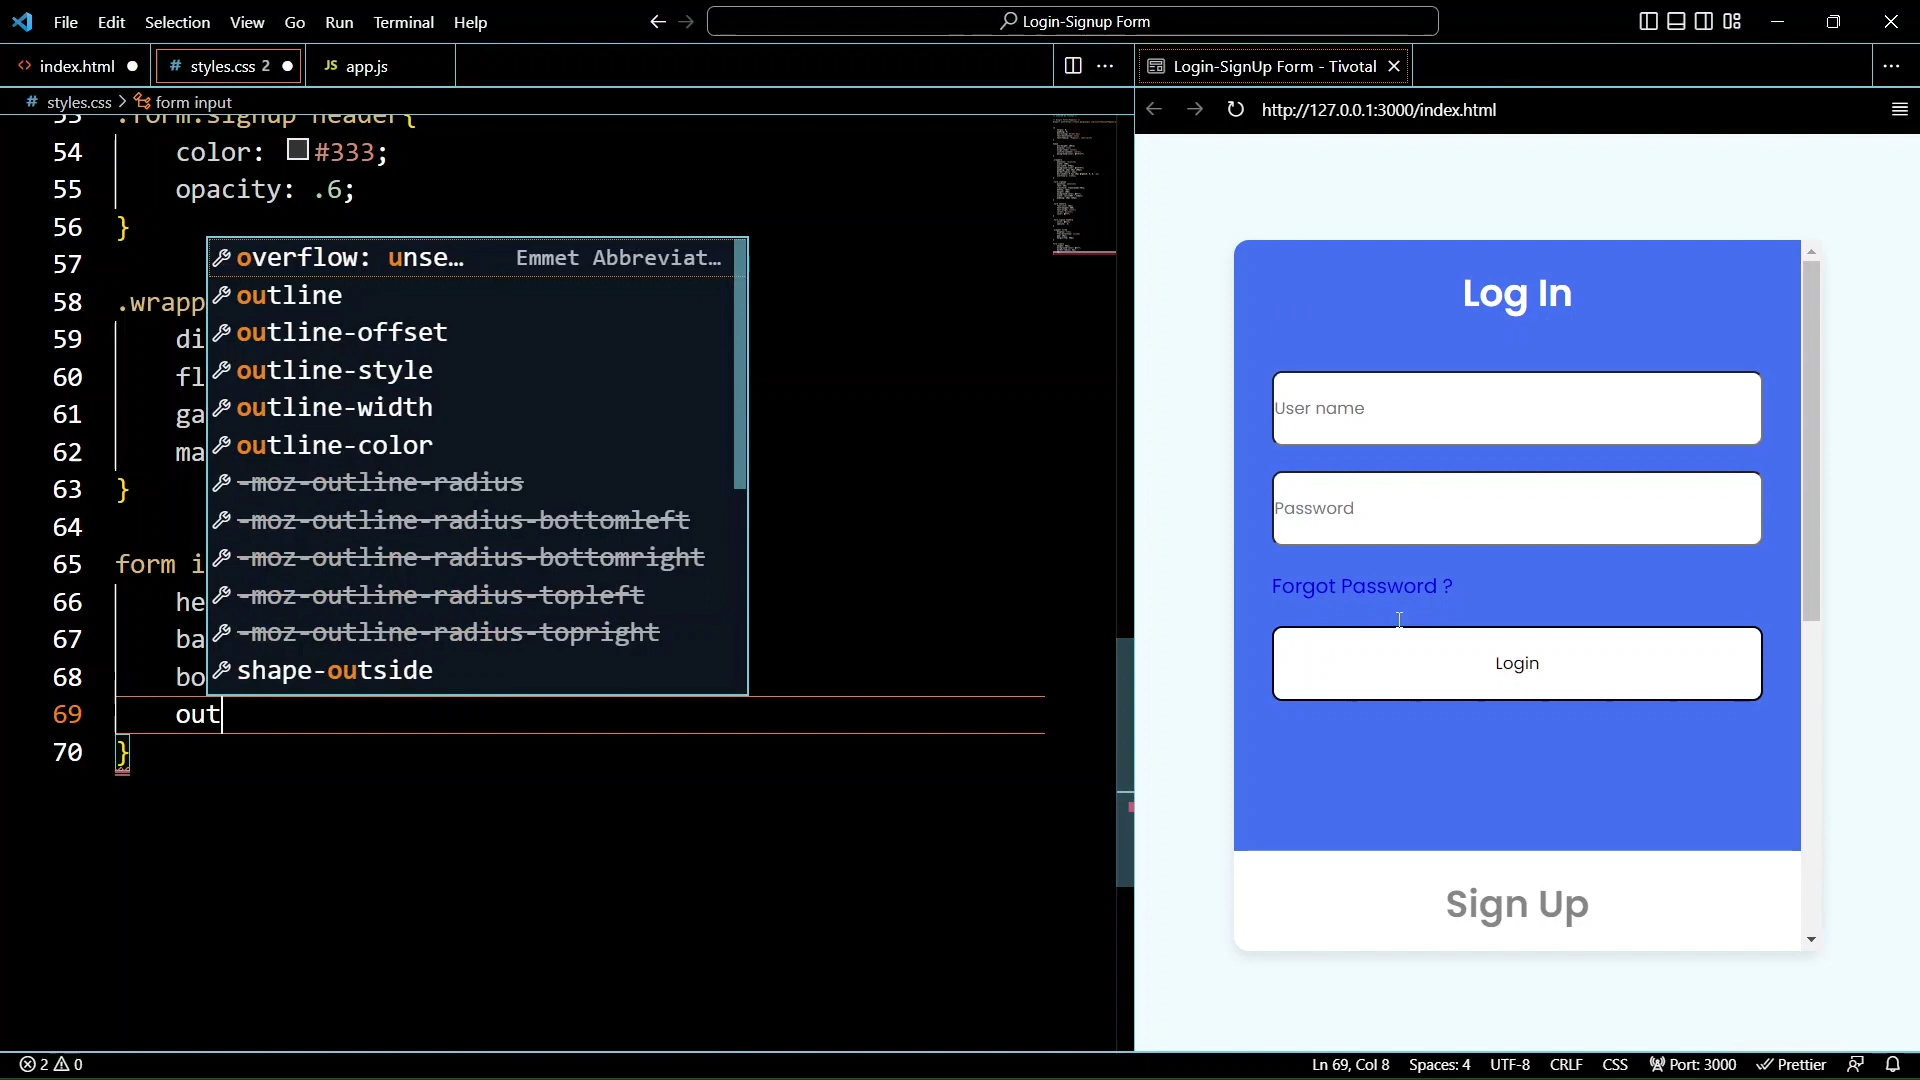 File Edit Selection View Go Run Terminal Help
Login-Signup Form
index.html
# styles.css 2
JS app.js
Login-SignUp Form - Tivotal
# styles.css > form input
http://127.0.0.1:3000/index.html
53 .form.signup header{
54 color: #333;
55 opacity: .6;
56 }
57
58 .wrapp
59 di
60 fl
61 ga
62 ma
63 }
64
65 form i
66 he
67 ba
68 bo
69 out
70 }
overflow: unse… Emmet Abbreviat…
outline
outline-offset
outline-style
outline-width
outline-color
-moz-outline-radius
-moz-outline-radius-bottomleft
-moz-outline-radius-bottomright
-moz-outline-radius-topleft
-moz-outline-radius-topright
shape-outside
Log In
User name
Password
Forgot Password ?
Login
Sign Up
2 0
Ln 69, Col 8 Spaces: 4 UTF-8 CRLF CSS Port: 3000 Prettier